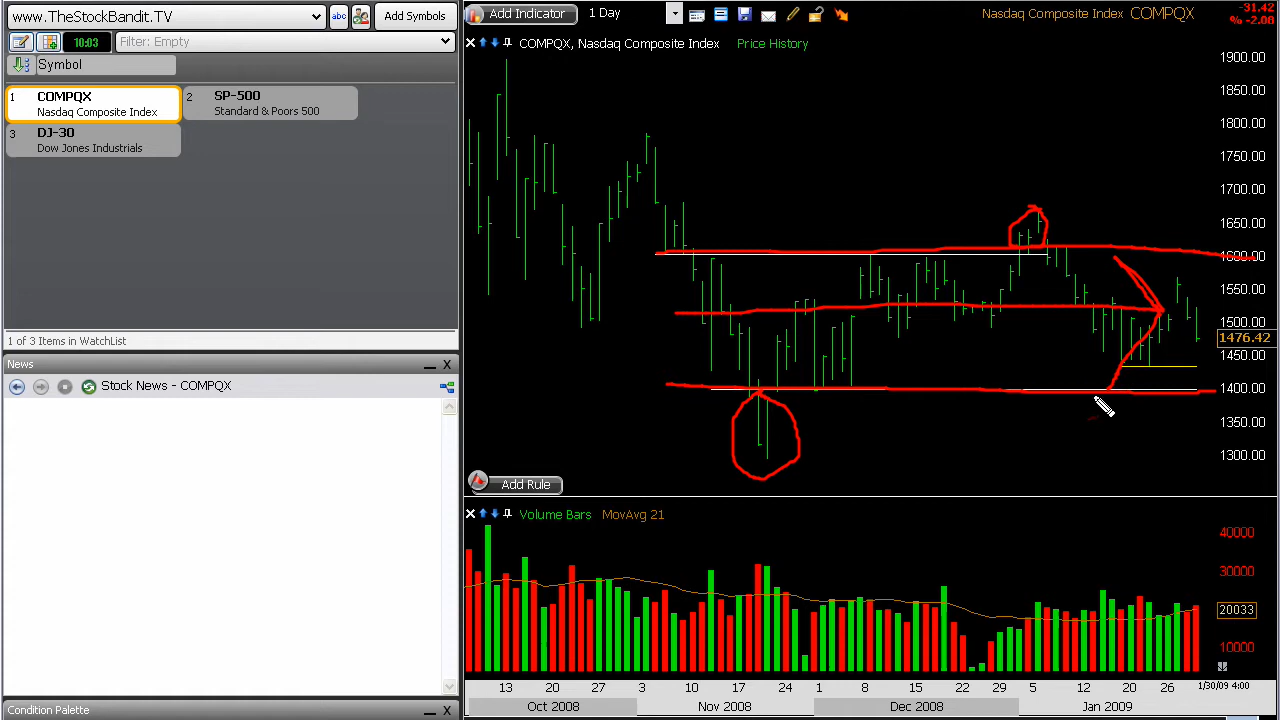 www.TheStockBandit.TV
abc
Add Symbols
10:03
Filter: Empty
Symbol
1 COMPQX
Nasdaq Composite Index
2 SP-500
Standard & Poors 500
3 DJ-30
Dow Jones Industrials
1 of 3 Items in WatchList
News
Stock News - COMPQX
Condition Palette
Add Indicator
1 Day
Nasdaq Composite Index COMPQX
-31.42
% -2.08
COMPQX, Nasdaq Composite Index Price History
1900.00
1850.00
1800.00
1750.00
1700.00
1650.00
1600.00
1550.00
1500.00
1476.42
1450.00
1400.00
1350.00
1300.00
Add Rule
Volume Bars MovAvg 21
40000
30000
20033
10000
13 20 27 3 10 17 24 1 8 15 22 29 5 12 20 26 1/30/09 4:00
Oct 2008 Nov 2008 Dec 2008 Jan 2009